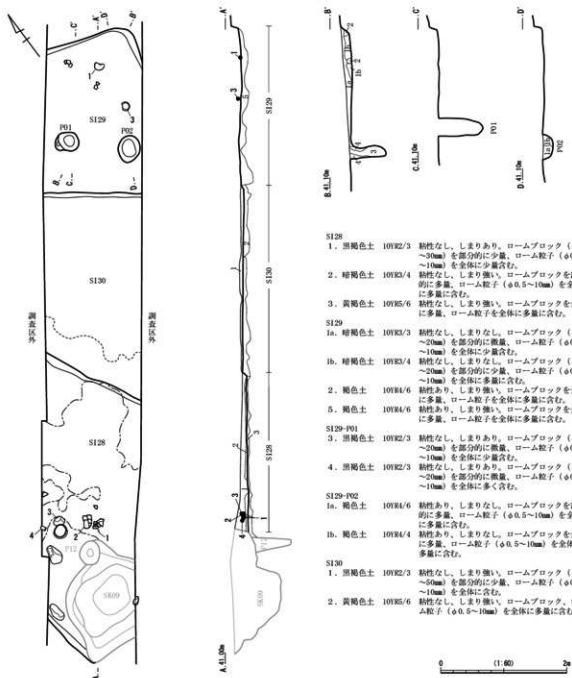 C'
A'
D'
B'
1
SI29
3
P01
P02
B.
C.
D.
SI30
調査区外
調査区外
SI28
3
4
2
1
P12
SK09
A.
A'
1
3
SI29
SI30
SI28
SK09
A.41.00m
B'
C'
D'
B.41.10m
C.41.10m
D.41.10m
P01
P02
SI28
1. 黒褐色土 10YR2/3 粘性なし、しまりあり。ロームブロック（
～30㎜）を部分的に少量、ローム粒子（φ0
～10㎜）を全体に少量含む。
2. 暗褐色土 10YR3/4 粘性なし、しまり強い。ロームブロックを
的に多量、ローム粒子（φ0.5～10㎜）を全
に多量に含む。
3. 黄褐色土 10YR5/6 粘性なし、しまり強い。ロームブロックを
に多量、ローム粒子を全体に多量に含む。
SI29
1a. 暗褐色土 10YR3/3 粘性なし、しまりなし。ロームブロック（
～20㎜）を部分的に微量、ローム粒子（φ0
～10㎜）を全体に少量含む。
1b. 暗褐色土 10YR3/4 粘性なし、しまりなし。ロームブロック（
～20㎜）を部分的に少量、ローム粒子（φ0
～10㎜）を全体に多量に含む。
2. 褐色土 10YR4/6 粘性あり、しまり強い。ロームブロックを
に多量、ローム粒子を全体に多量に含む。
5. 褐色土 10YR4/6 粘性あり、しまり強い。ロームブロックを
に多量、ローム粒子を全体に多量に含む。
SI29-P01
3. 黒褐色土 10YR2/3 粘性なし、しまりあり。ロームブロック（
～20㎜）を部分的に微量、ローム粒子（φ0
～10㎜）を全体に少量含む。
4. 黒褐色土 10YR2/3 粘性なし、しまりあり。ロームブロック（
～20㎜）を部分的に微量、ローム粒子（φ0
～10㎜）を全体に多く含む。
SI29-P02
1a. 褐色土 10YR4/6 粘性あり、しまりなし。ロームブロックを
的に多量、ローム粒子（φ0.5～10㎜）を全
に多量に含む。
1b. 褐色土 10YR4/4 粘性あり、しまりなし。ロームブロックを
に多量、ローム粒子（φ0.5～10㎜）を全体
多量に含む。
SI30
1. 黒褐色土 10YR2/3 粘性なし、しまり強い。ロームブロック（
～50㎜）を部分的に少量、ローム粒子（φ0
～10㎜）を全体に含む。
2. 黄褐色土 10YR5/6 粘性なし、しまり強い。ロームブロック、
ム粒子（φ0.5～10㎜）を全体に多量に含む
0 (1:60) 2m